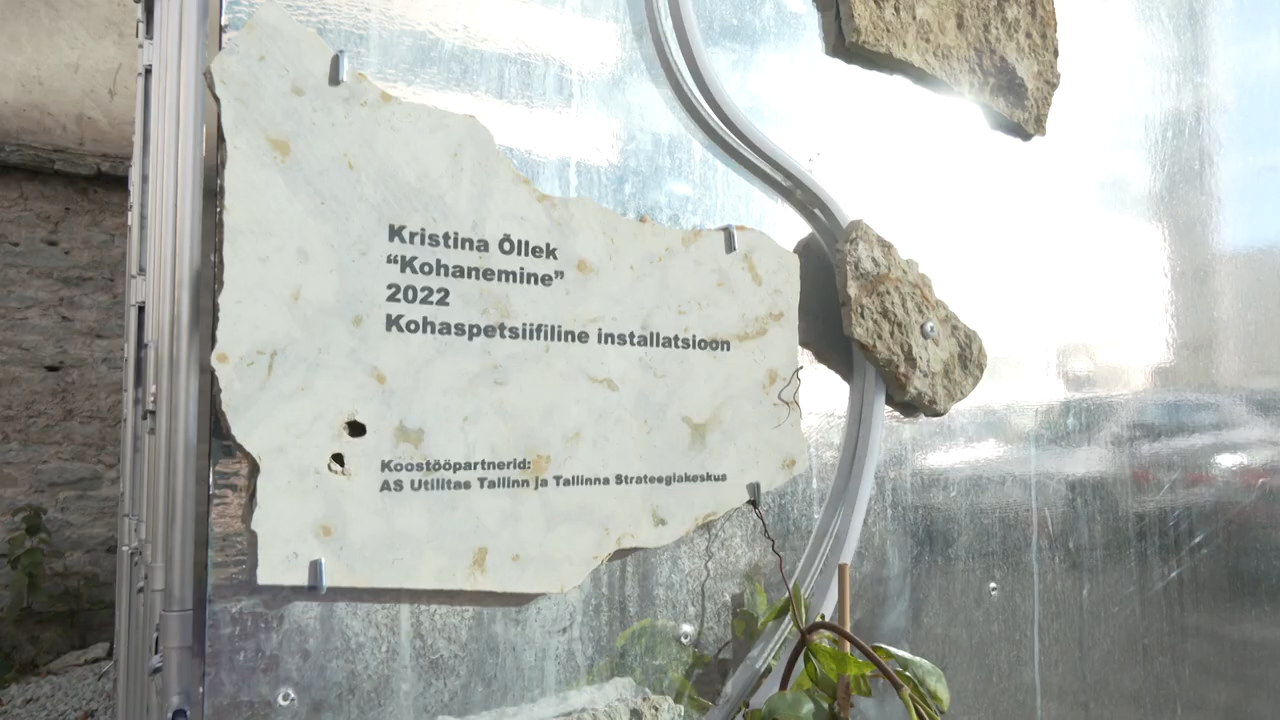 Kristina Õllek
“Kohanemine”
2022
Kohaspetsiifiline installatsioon
Koostööpartnerid:
AS Utilitas Tallinn ja Tallinna Strateegiakeskus